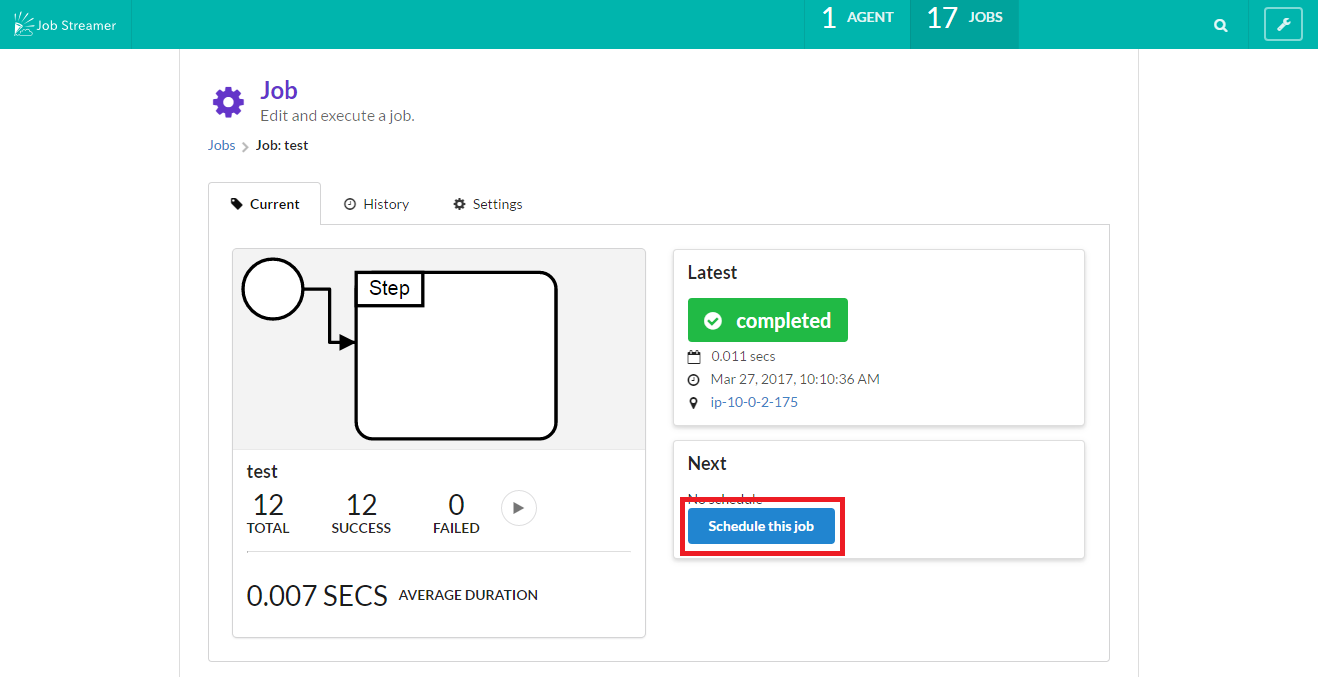 Job Streamer
1 AGENT
17 JOBS
Job
Edit and execute a job.
Jobs
Job: test
Current
History
Settings
Step
test
12
TOTAL
12
SUCCESS
0
FAILED
0.007 SECS AVERAGE DURATION
Latest
completed
0.011 secs
Mar 27, 2017, 10:10:36 AM
ip-10-0-2-175
Next
No schedule
Schedule this job